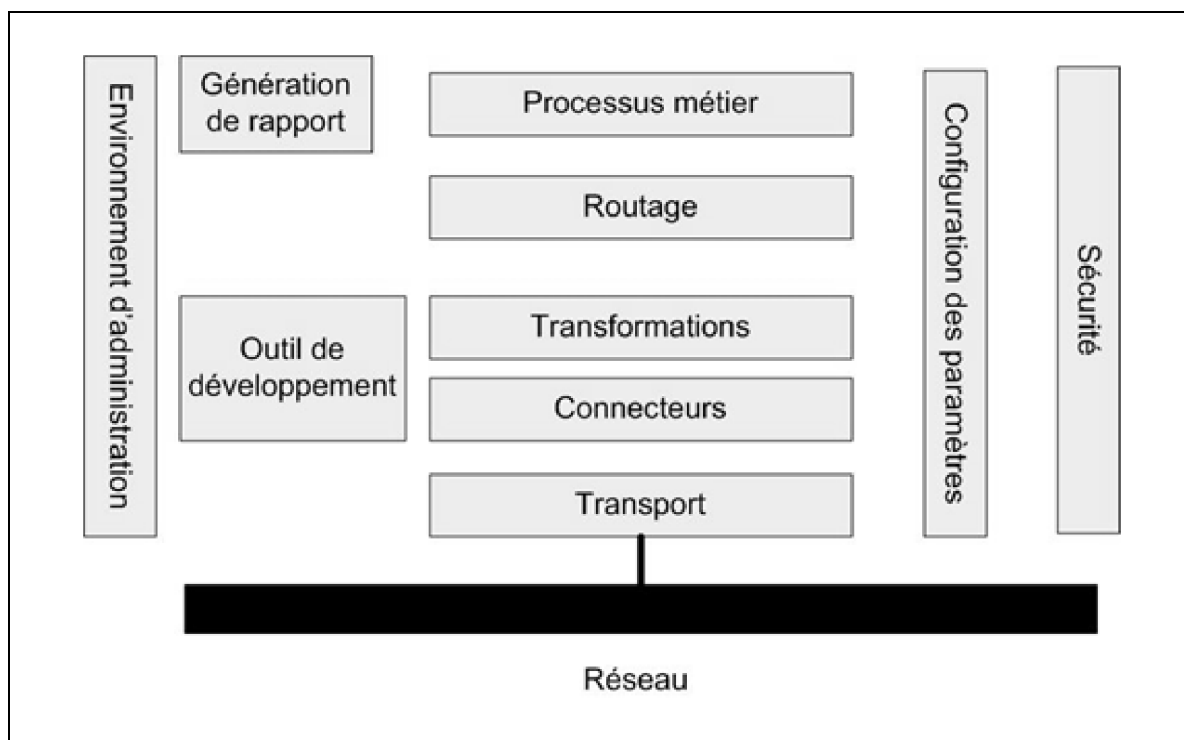 Environnement d'administration
Génération
de rapport
Processus métier
Routage
Outil de
développement
Transformations
Connecteurs
Transport
Configuration des paramètres
Sécurité
Réseau